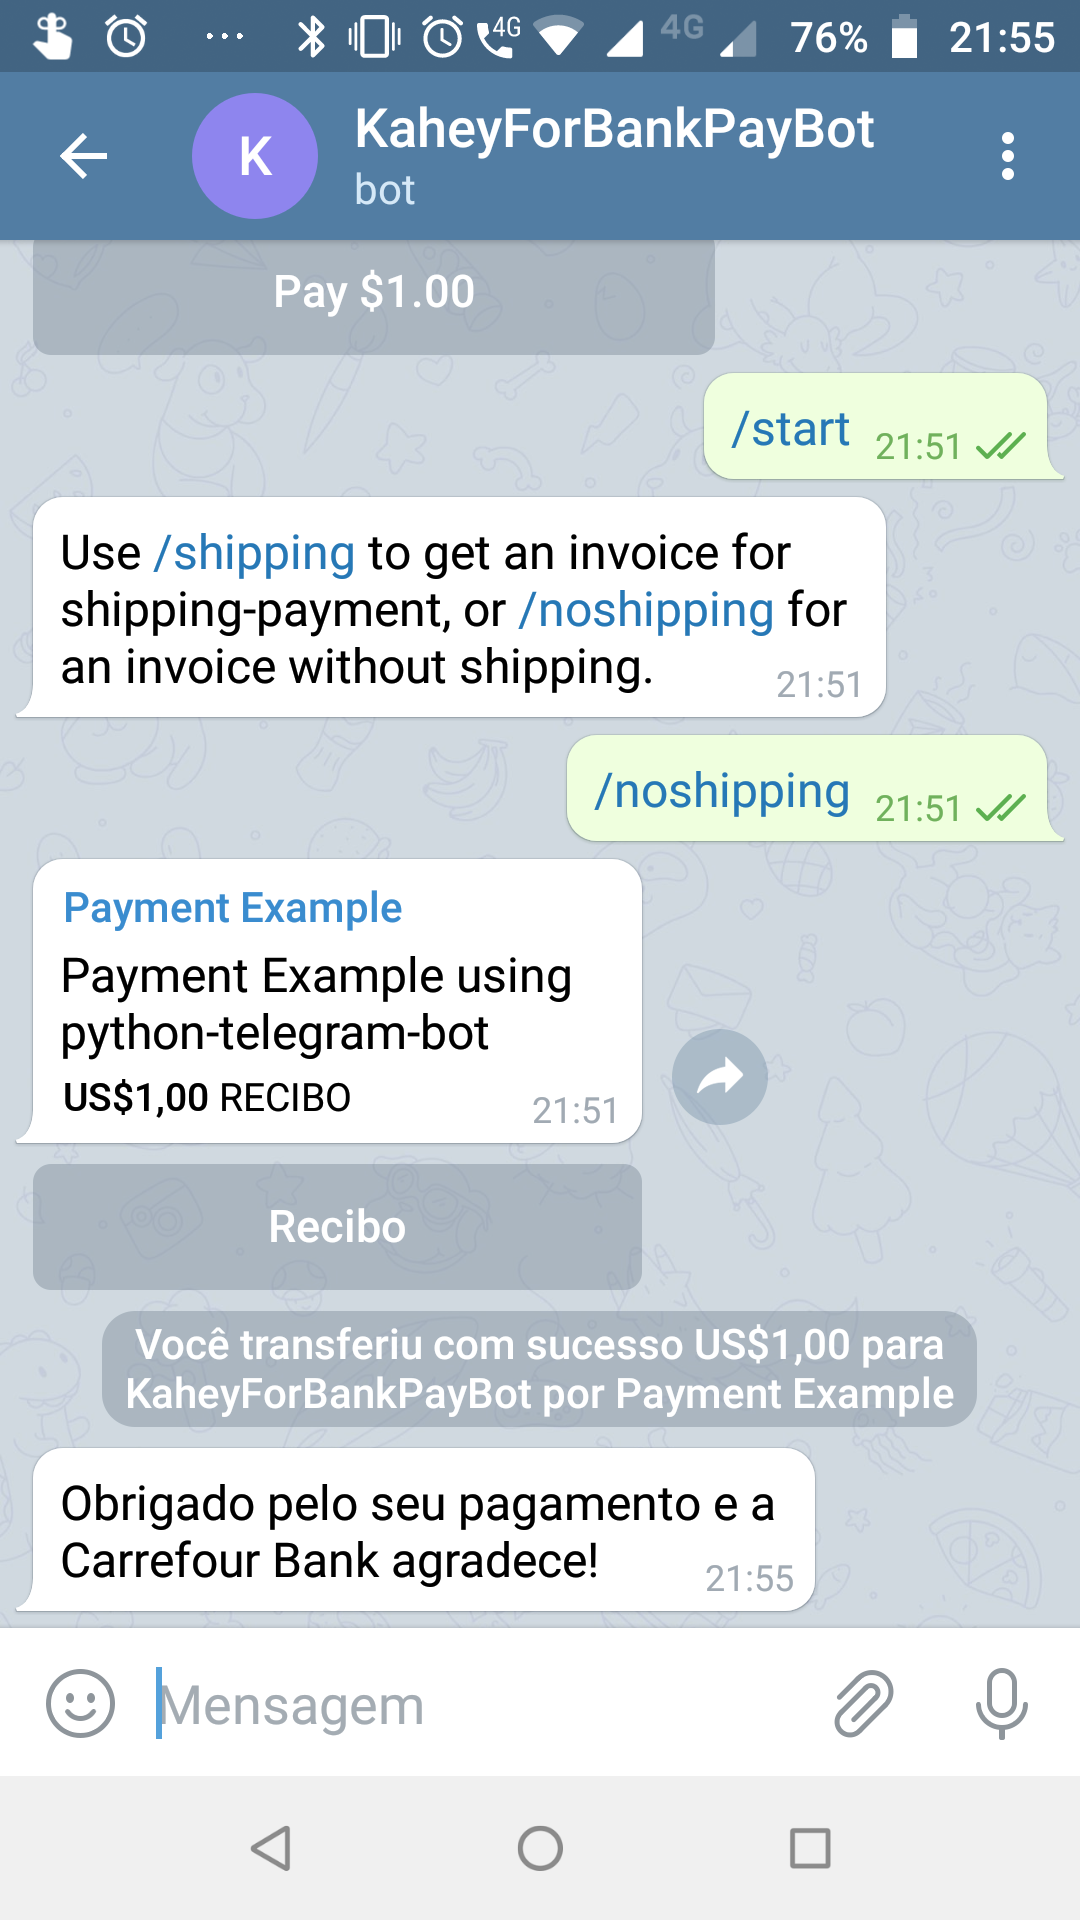 4G 4G 76% 21:55
K
KaheyForBankPayBot
bot
Pay $1.00
/start 21:51
Use /shipping to get an invoice for
shipping-payment, or /noshipping for
an invoice without shipping. 21:51
/noshipping 21:51
Payment Example
Payment Example using
python-telegram-bot
US$1,00 RECIBO 21:51
Recibo
Você transferiu com sucesso US$1,00 para
KaheyForBankPayBot por Payment Example
Obrigado pelo seu pagamento e a
Carrefour Bank agradece! 21:55
Mensagem